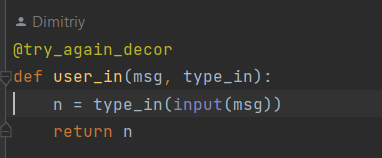 Dimitriy
@try_again_decor
def user_in(msg, type_in):
    n = type_in(input(msg))
    return n